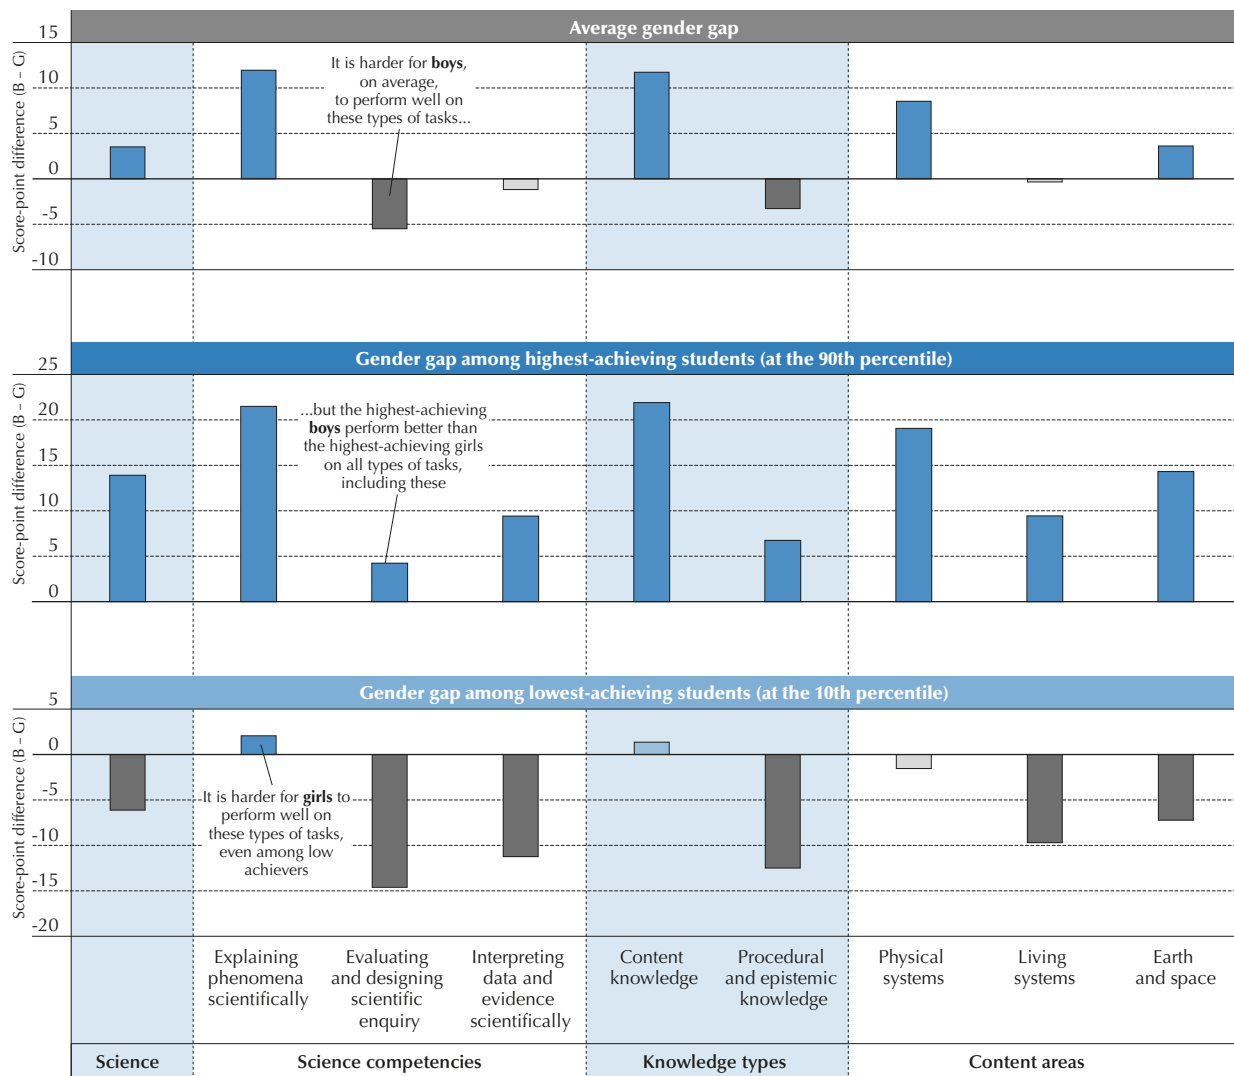 Average gender gap
Score-point difference (B – G)
15
10
5
0
-5
-10
It is harder for boys,
on average,
to perform well on
these types of tasks...
Gender gap among highest-achieving students (at the 90th percentile)
Score-point difference (B – G)
25
20
15
10
5
0
...but the highest-achieving
boys perform better than
the highest-achieving girls
on all types of tasks,
including these
Gender gap among lowest-achieving students (at the 10th percentile)
Score-point difference (B – G)
5
0
-5
-10
-15
-20
It is harder for girls to
perform well on
these types of tasks,
even among low
achievers
Explaining
phenomena
scientifically
Evaluating
and designing
scientific
enquiry
Interpreting
data and
evidence
scientifically
Content
knowledge
Procedural
and epistemic
knowledge
Physical
systems
Living
systems
Earth
and space
Science
Science competencies
Knowledge types
Content areas